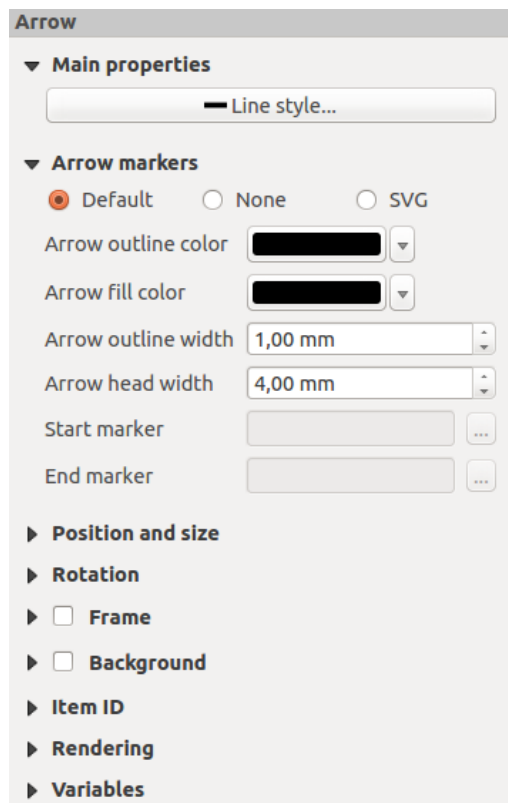 Arrow
Main properties
Line style...
Arrow markers
Default None SVG
Arrow outline color
Arrow fill color
Arrow outline width 1,00 mm
Arrow head width 4,00 mm
Start marker ...
End marker ...
Position and size
Rotation
Frame
Background
Item ID
Rendering
Variables